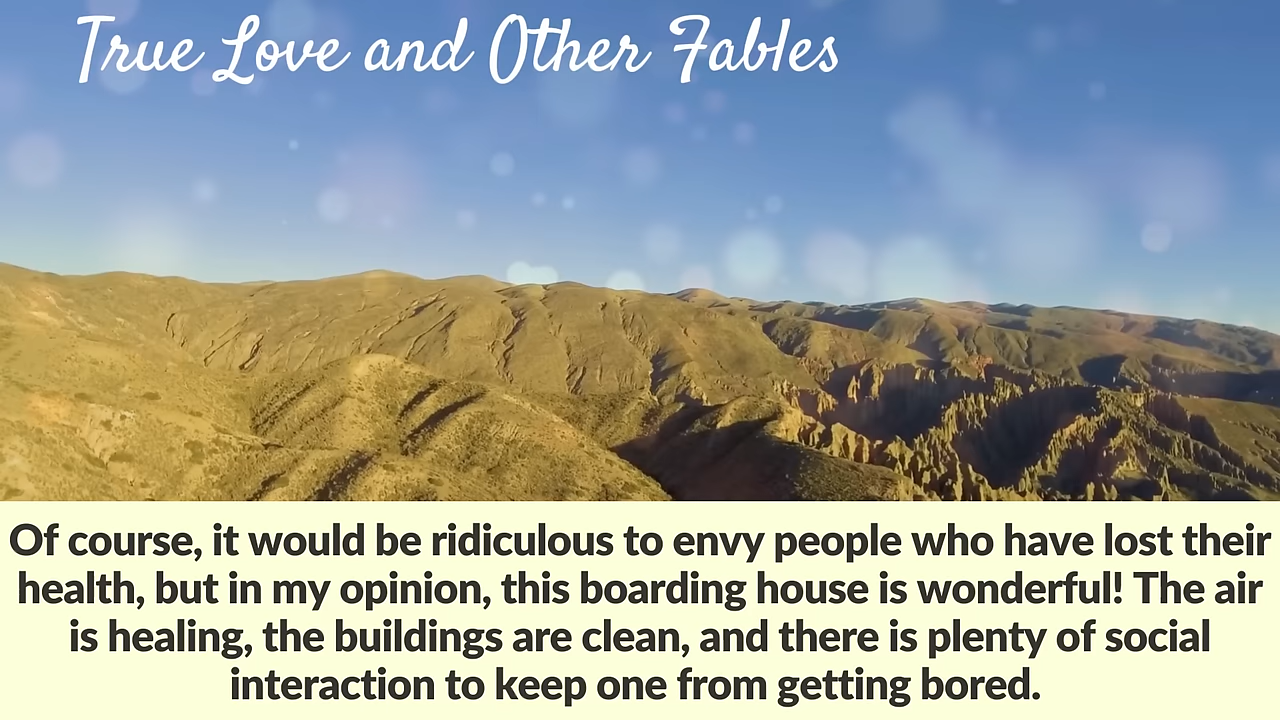 True Love and Other Fables
Of course, it would be ridiculous to envy people who have lost their
health, but in my opinion, this boarding house is wonderful! The air
is healing, the buildings are clean, and there is plenty of social
interaction to keep one from getting bored.